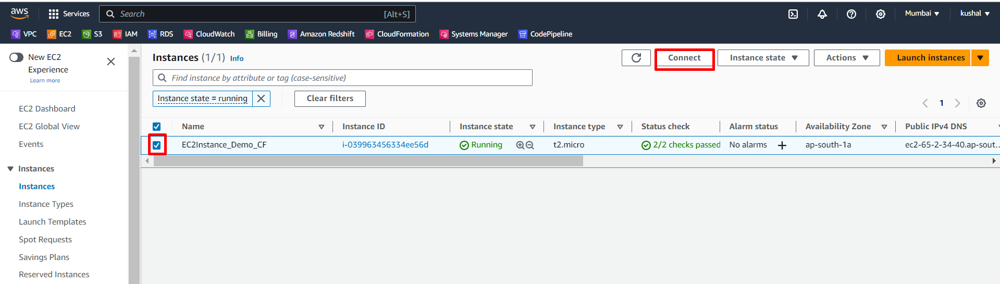 aws
Services
Search [Alt+S]
Mumbai
kushal
VPC EC2 S3 IAM RDS CloudWatch Billing Amazon Redshift CloudFormation Systems Manager CodePipeline
New EC2
Experience
Learn more
EC2 Dashboard
EC2 Global View
Events
Instances
Instances
Instance Types
Launch Templates
Spot Requests
Savings Plans
Reserved Instances
Instances (1/1) Info
Connect
Instance state
Actions
Launch instances
Find instance by attribute or tag (case-sensitive)
Instance state = running
Clear filters
1
Name Instance ID Instance state Instance type Status check Alarm status Availability Zone Public IPv4 DNS
EC2Instance_Demo_CF i-039963456334ee56d Running t2.micro 2/2 checks passed No alarms ap-south-1a ec2-65-2-34-40.ap-sout...